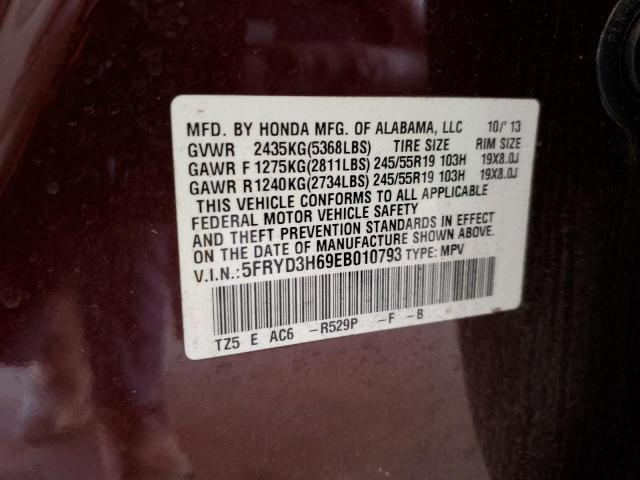 MFD. BY HONDA MFG. OF ALABAMA, LLC 10/'13
GVWR 2435KG(5368LBS) TIRE SIZE RIM SIZE
GAWR F 1275KG(2811LBS) 245/55R19 103H 19X8.0J
GAWR R 1240KG(2734LBS) 245/55R19 103H 19X8.0J
THIS VEHICLE CONFORMS TO ALL APPLICABLE
FEDERAL MOTOR VEHICLE SAFETY
AND THEFT PREVENTION STANDARDS IN EFFECT
ON THE DATE OF MANUFACTURE SHOWN ABOVE.
V.I.N.: 5FRYD3H69EB010793 TYPE: MPV
TZ5 E AC6 -R529P -F -B